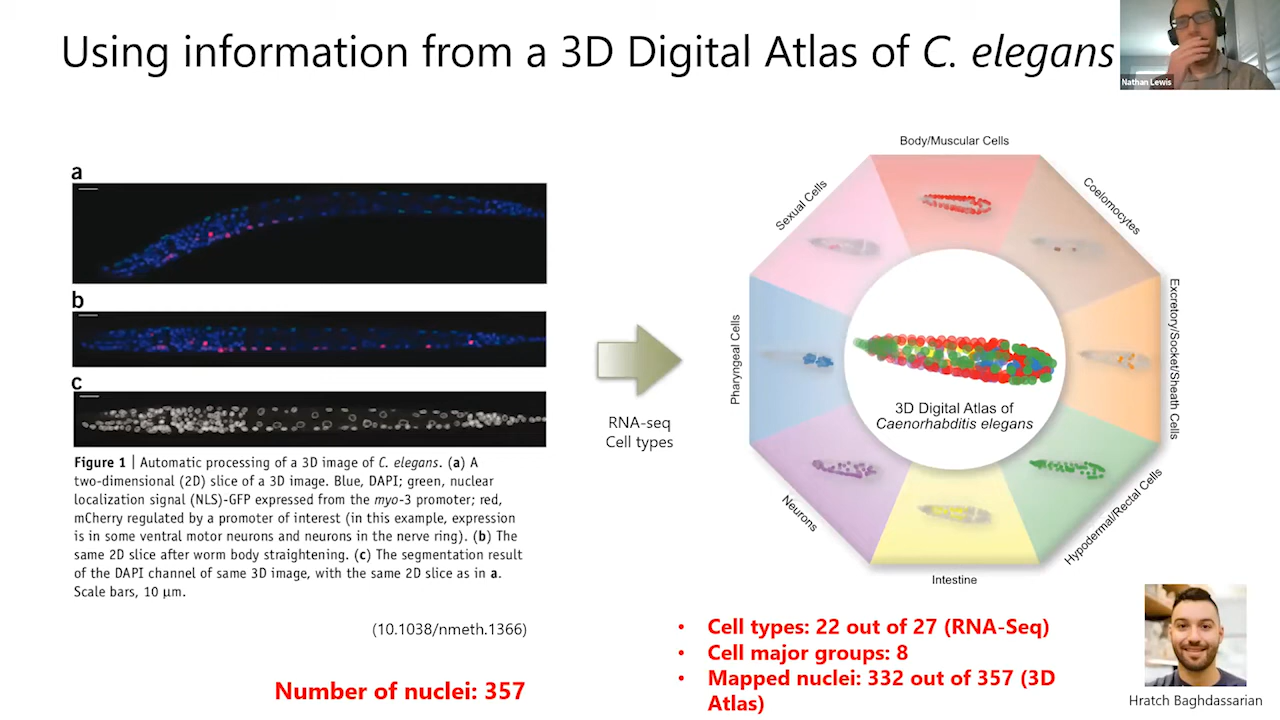 Using information from a 3D Digital Atlas of C. elegans
Nathan Lewis
a
b
c
Figure 1 | Automatic processing of a 3D image of C. elegans. (a) A
two-dimensional (2D) slice of a 3D image. Blue, DAPI; green, nuclear
localization signal (NLS)-GFP expressed from the myo-3 promoter; red,
mCherry regulated by a promoter of interest (in this example, expression
is in some ventral motor neurons and neurons in the nerve ring). (b) The
same 2D slice after worm body straightening. (c) The segmentation result
of the DAPI channel of same 3D image, with the same 2D slice as in a.
Scale bars, 10 μm.
(10.1038/nmeth.1366)
Number of nuclei: 357
RNA-seq
Cell types
Body/Muscular Cells
Coelomocytes
Excretory/Socket/Sheath Cells
Hypodermal/Rectal Cells
Intestine
Neurons
Pharyngeal Cells
Sexual Cells
3D Digital Atlas of
Caenorhabditis elegans
• Cell types: 22 out of 27 (RNA-Seq)
• Cell major groups: 8
• Mapped nuclei: 332 out of 357 (3D
Atlas)
Hratch Baghdassarian